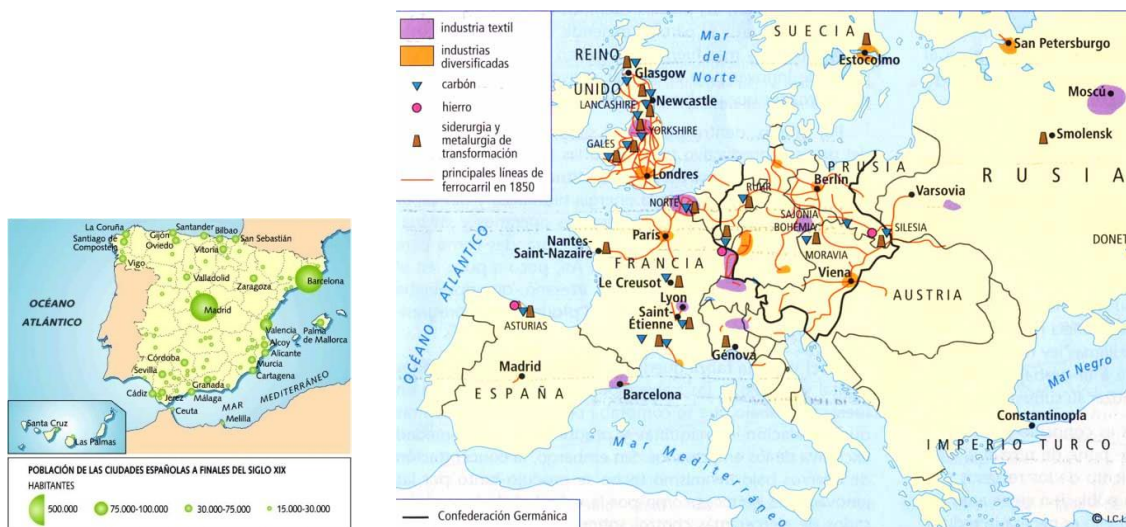 La Coruña
Santiago de
Compostela
Vigo
Gijón
Oviedo
Santander
Bilbao
Vitoria
San Sebastián
Valladolid
Zaragoza
Barcelona
Madrid
OCÉANO
ATLÁNTICO
Valencia
Palma
de Mallorca
Alcoy
Alicante
Murcia
Cartagena
Córdoba
Sevilla
Granada
Cádiz
Jerez
Málaga
Ceuta
Melilla
MAR MEDITERRÁNEO
Santa Cruz
Las Palmas
POBLACIÓN DE LAS CIUDADES ESPAÑOLAS A FINALES DEL SIGLO XIX
HABITANTES
500.000
75.000-100.000
30.000-75.000
15.000-30.000
industria textil
industrias
diversificadas
carbón
hierro
siderurgia y
metalurgia de
transformación
principales líneas de
ferrocarril en 1850
Mar
del
Norte
SUECIA
Estocolmo
San Petersburgo
Moscú
Smolensk
RUSIA
REINO
UNIDO
Glasgow
Newcastle
LANCASHIRE
YORKSHIRE
GALES
Londres
PRUSIA
Berlín
Varsovia
RUHR
NORTE
SAJONIA
BOHEMIA
SILESIA
MORAVIA
DONET
París
Nantes-
Saint-Nazaire
FRANCIA
Viena
AUSTRIA
Le Creusot
Lyon
Saint-
Étienne
OCÉANO ATLÁNTICO
ASTURIAS
Génova
Madrid
ESPAÑA
Barcelona
Mar Negro
Constantinopla
IMPERIO TURCO
Mar Mediterráneo
Confederación Germánica
© I.C.L